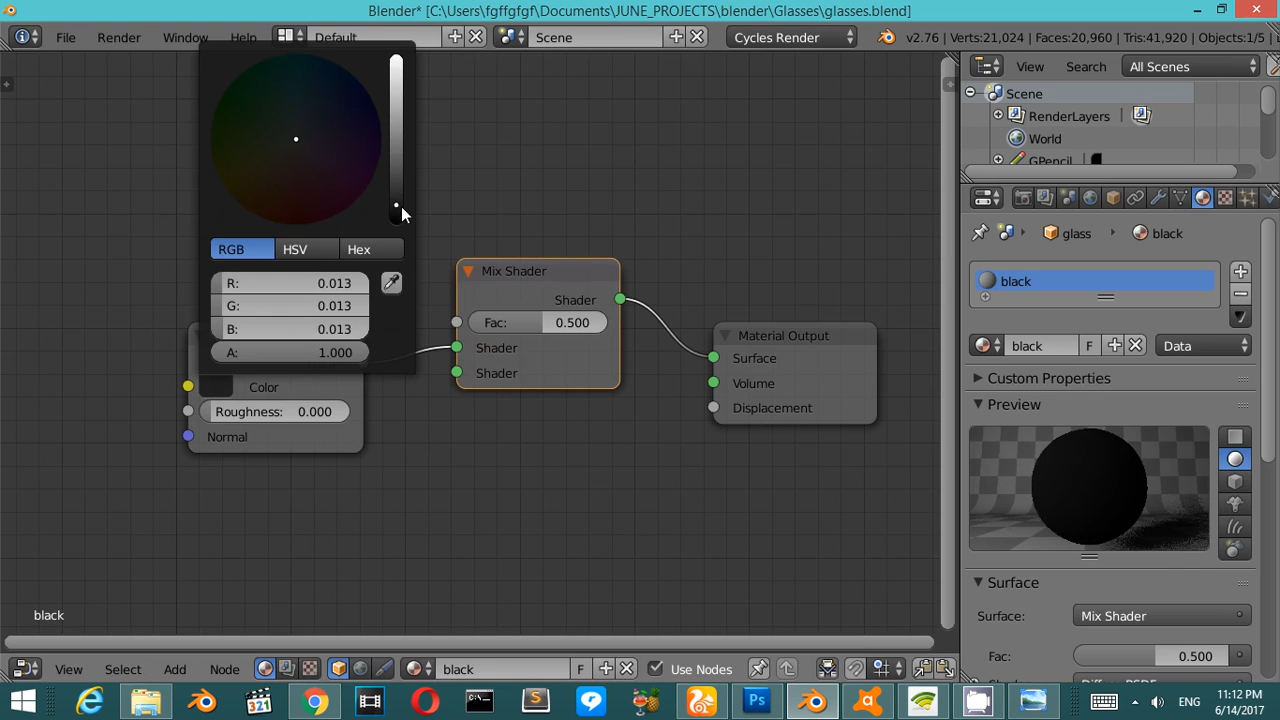 Blender* [C:\Users\fgffgfgf\Documents\JUNE_PROJECTS\blender\Glasses\glasses.blend]
File Render Window Help Default Scene Cycles Render v2.76 | Verts:21,024 | Faces:20,960 | Tris:41,920 | Objects:1/5 |
View Search All Scenes
Scene
RenderLayers
World
GPencil
glass black
black
black F Data
Custom Properties
Preview
Surface
Surface: Mix Shader
Fac: 0.500
RGB HSV Hex
R: 0.013
G: 0.013
B: 0.013
A: 1.000
Color
Roughness: 0.000
Normal
Mix Shader
Shader
Fac: 0.500
Shader
Shader
Material Output
Surface
Volume
Displacement
black
View Select Add Node black F Use Nodes
321 Ps ENG
11:12 PM
6/14/2017